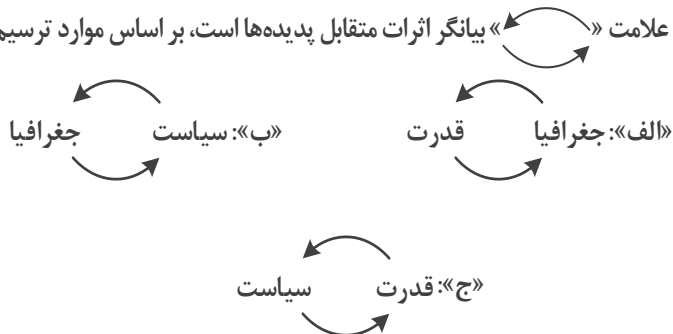 علامت « » بیانگر اثرات متقابل پدیده‌ها است، بر اساس موارد ترسیم
«الف»: جغرافیا قدرت «ب»: سیاست جغرافیا
«ج»: قدرت سیاست